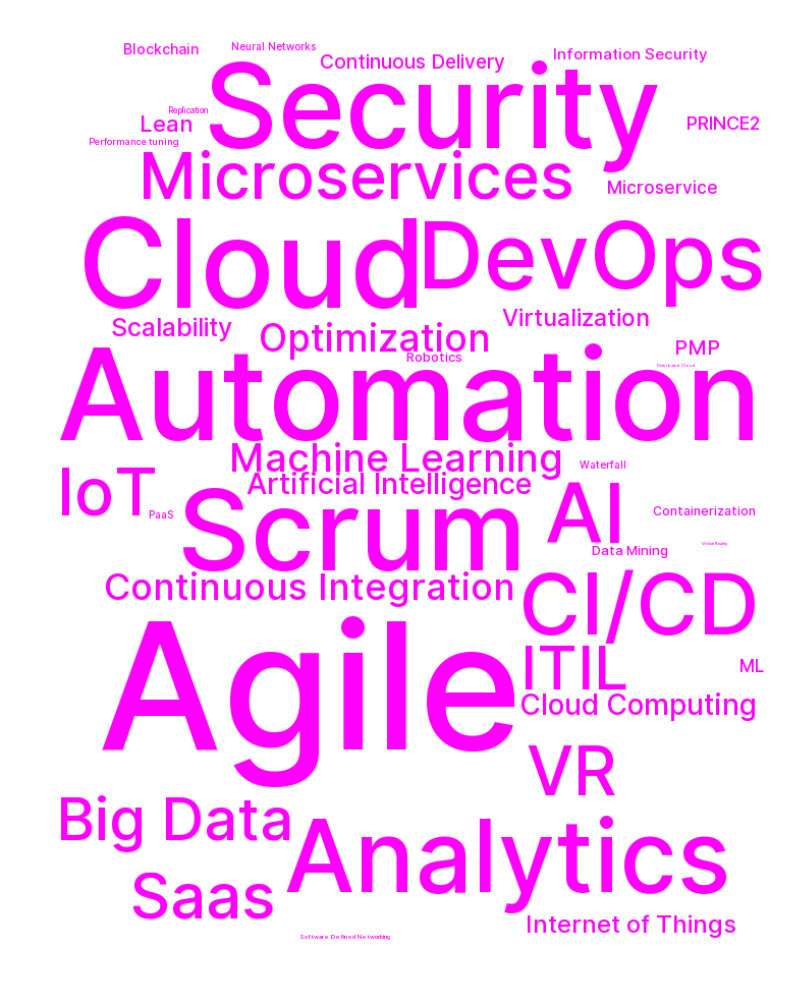 Blockchain
Neural Networks
Continuous Delivery
Information Security
Security
Replication
Lean
PRINCE2
Performance tuning
Microservices
Microservice
Cloud
DevOps
Scalability
Virtualization
Optimization
PMP
Robotics
Automation
Machine Learning
Waterfall
IoT
Artificial Intelligence
PaaS
Scrum
AI
Containerization
Virtual Reality
Data Mining
Continuous Integration
CI/CD
Agile
ITIL
ML
Cloud Computing
VR
Big Data
Analytics
Saas
Internet of Things
Software Defined Networking